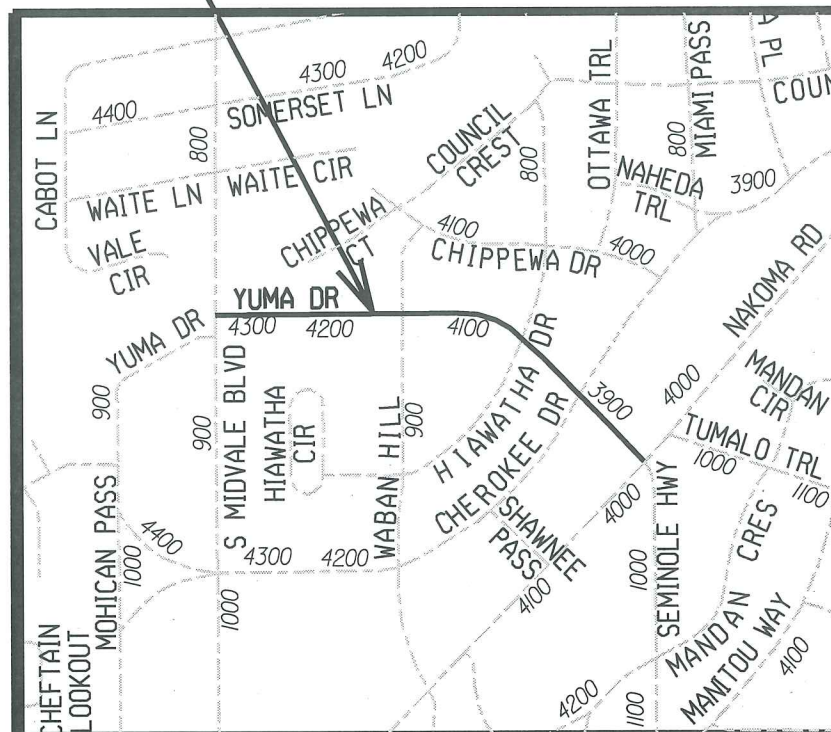 4300
4200
4400
SOMERSET LN
CABOT LN
800
WAITE LN
WAITE CIR
VALE
CIR
COUNCIL
CREST
800
OTTAWA TRL
MIAMI PASS
800
A PL
COUN
NAHEDA
TRL
3900
CHIPPEWA
CT
4100
CHIPPEWA DR
4000
NAKOMA RD
YUMA DR
YUMA DR
4300
4200
4100
3900
4000
900
S MIDVALE BLVD
900
HIAWATHA
CIR
WABAN HILL
900
HIAWATHA DR
CHEROKEE DR
MANDAN
CIR
TUMALO TRL
1000
1100
MOHICAN PASS
4400
1000
4300
4200
1000
SHAWNEE
PASS
4100
4000
SEMINOLE HWY
1000
1100
MANDAN CRES
MANITOU WAY
4100
4200
CHEFTAIN
LOOKOUT